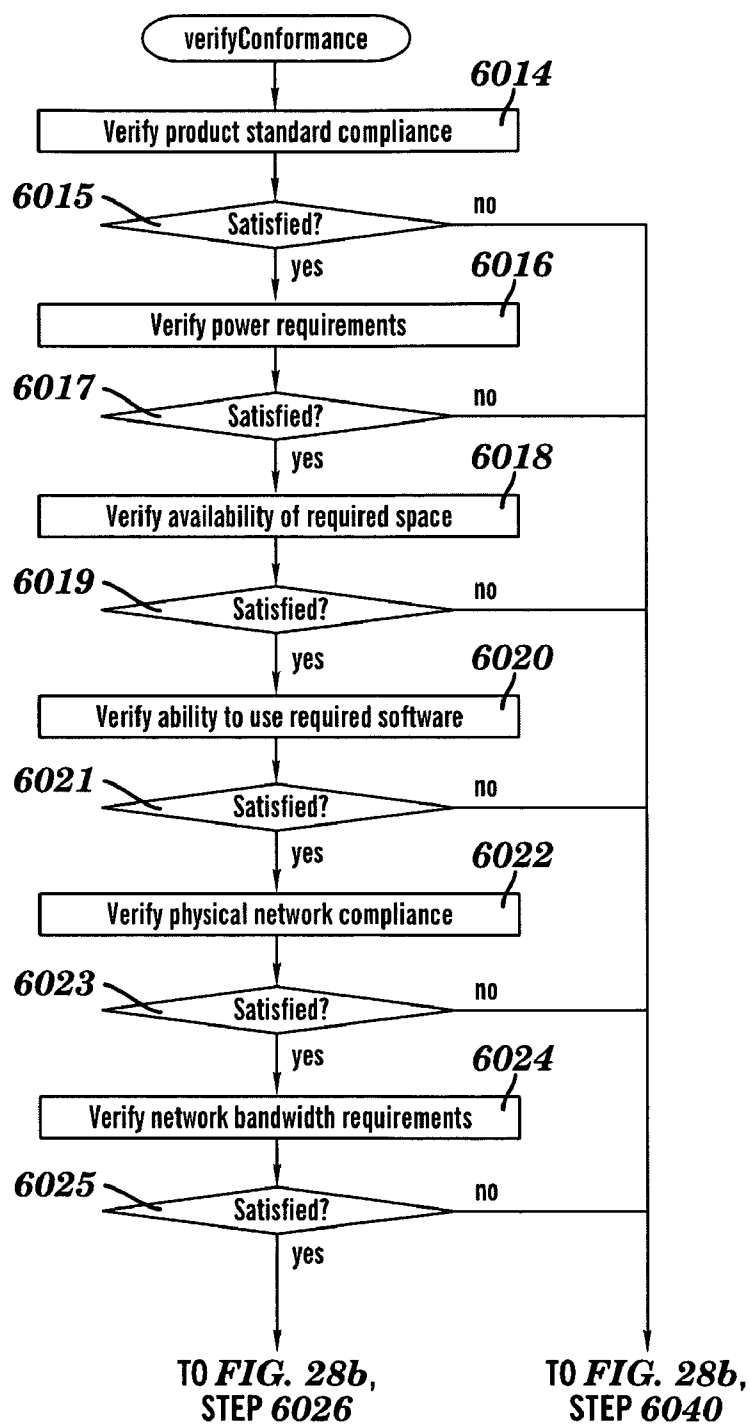 verifyConformance
6014
Verify product standard compliance
6015
Satisfied?
no
yes
6016
Verify power requirements
6017
Satisfied?
no
yes
6018
Verify availability of required space
6019
Satisfied?
no
yes
6020
Verify ability to use required software
6021
Satisfied?
no
yes
6022
Verify physical network compliance
6023
Satisfied?
no
yes
6024
Verify network bandwidth requirements
6025
Satisfied?
no
yes
TO FIG. 28b,
STEP 6026
TO FIG. 28b,
STEP 6040